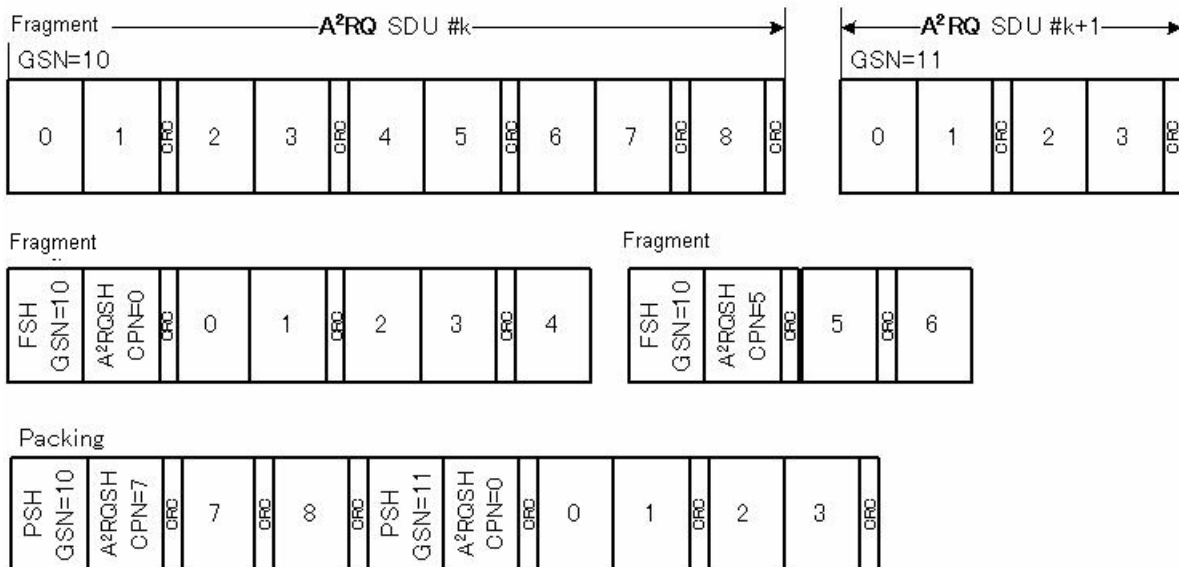 Fragment
A²RQ SDU #k
A²RQ SDU #k+1
GSN=10
GSN=11
0 1 CRC 2 3 CRC 4 5 CRC 6 7 CRC 8 CRC
0 1 CRC 2 3 CRC
Fragment
Fragment
FSH GSN=10
A²RQSH CPN=0
CRC 0 1 CRC 2 3 CRC 4
FSH GSN=10
A²RQSH CPN=5
CRC 5 CRC 6
Packing
PSH GSN=10
A²RQSH CPN=7
CRC 7 CRC 8 CRC
PSH GSN=11
A²RQSH CPN=0
CRC 0 1 CRC 2 3 CRC